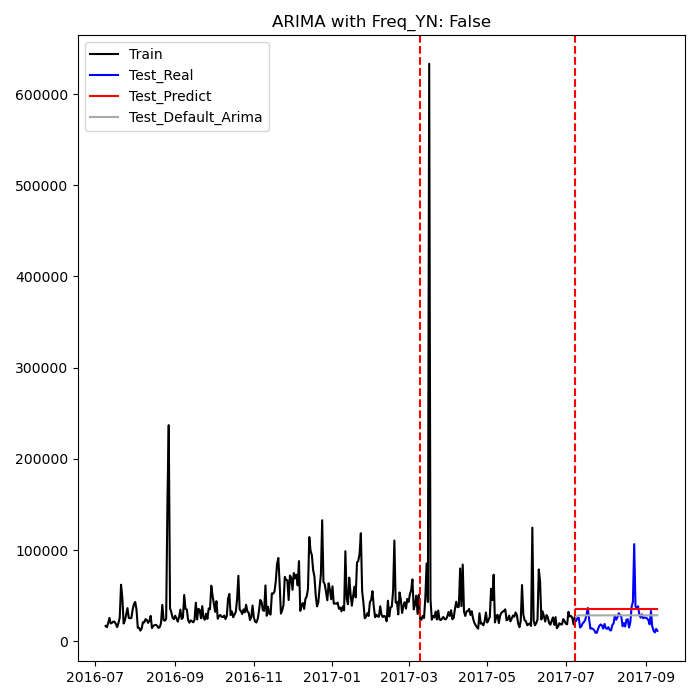 ARIMA with Freq_YN: False
Train
Test_Real
Test_Predict
Test_Default_Arima
600000
500000
400000
300000
200000
100000
0
2016-07 2016-09 2016-11 2017-01 2017-03 2017-05 2017-07 2017-09